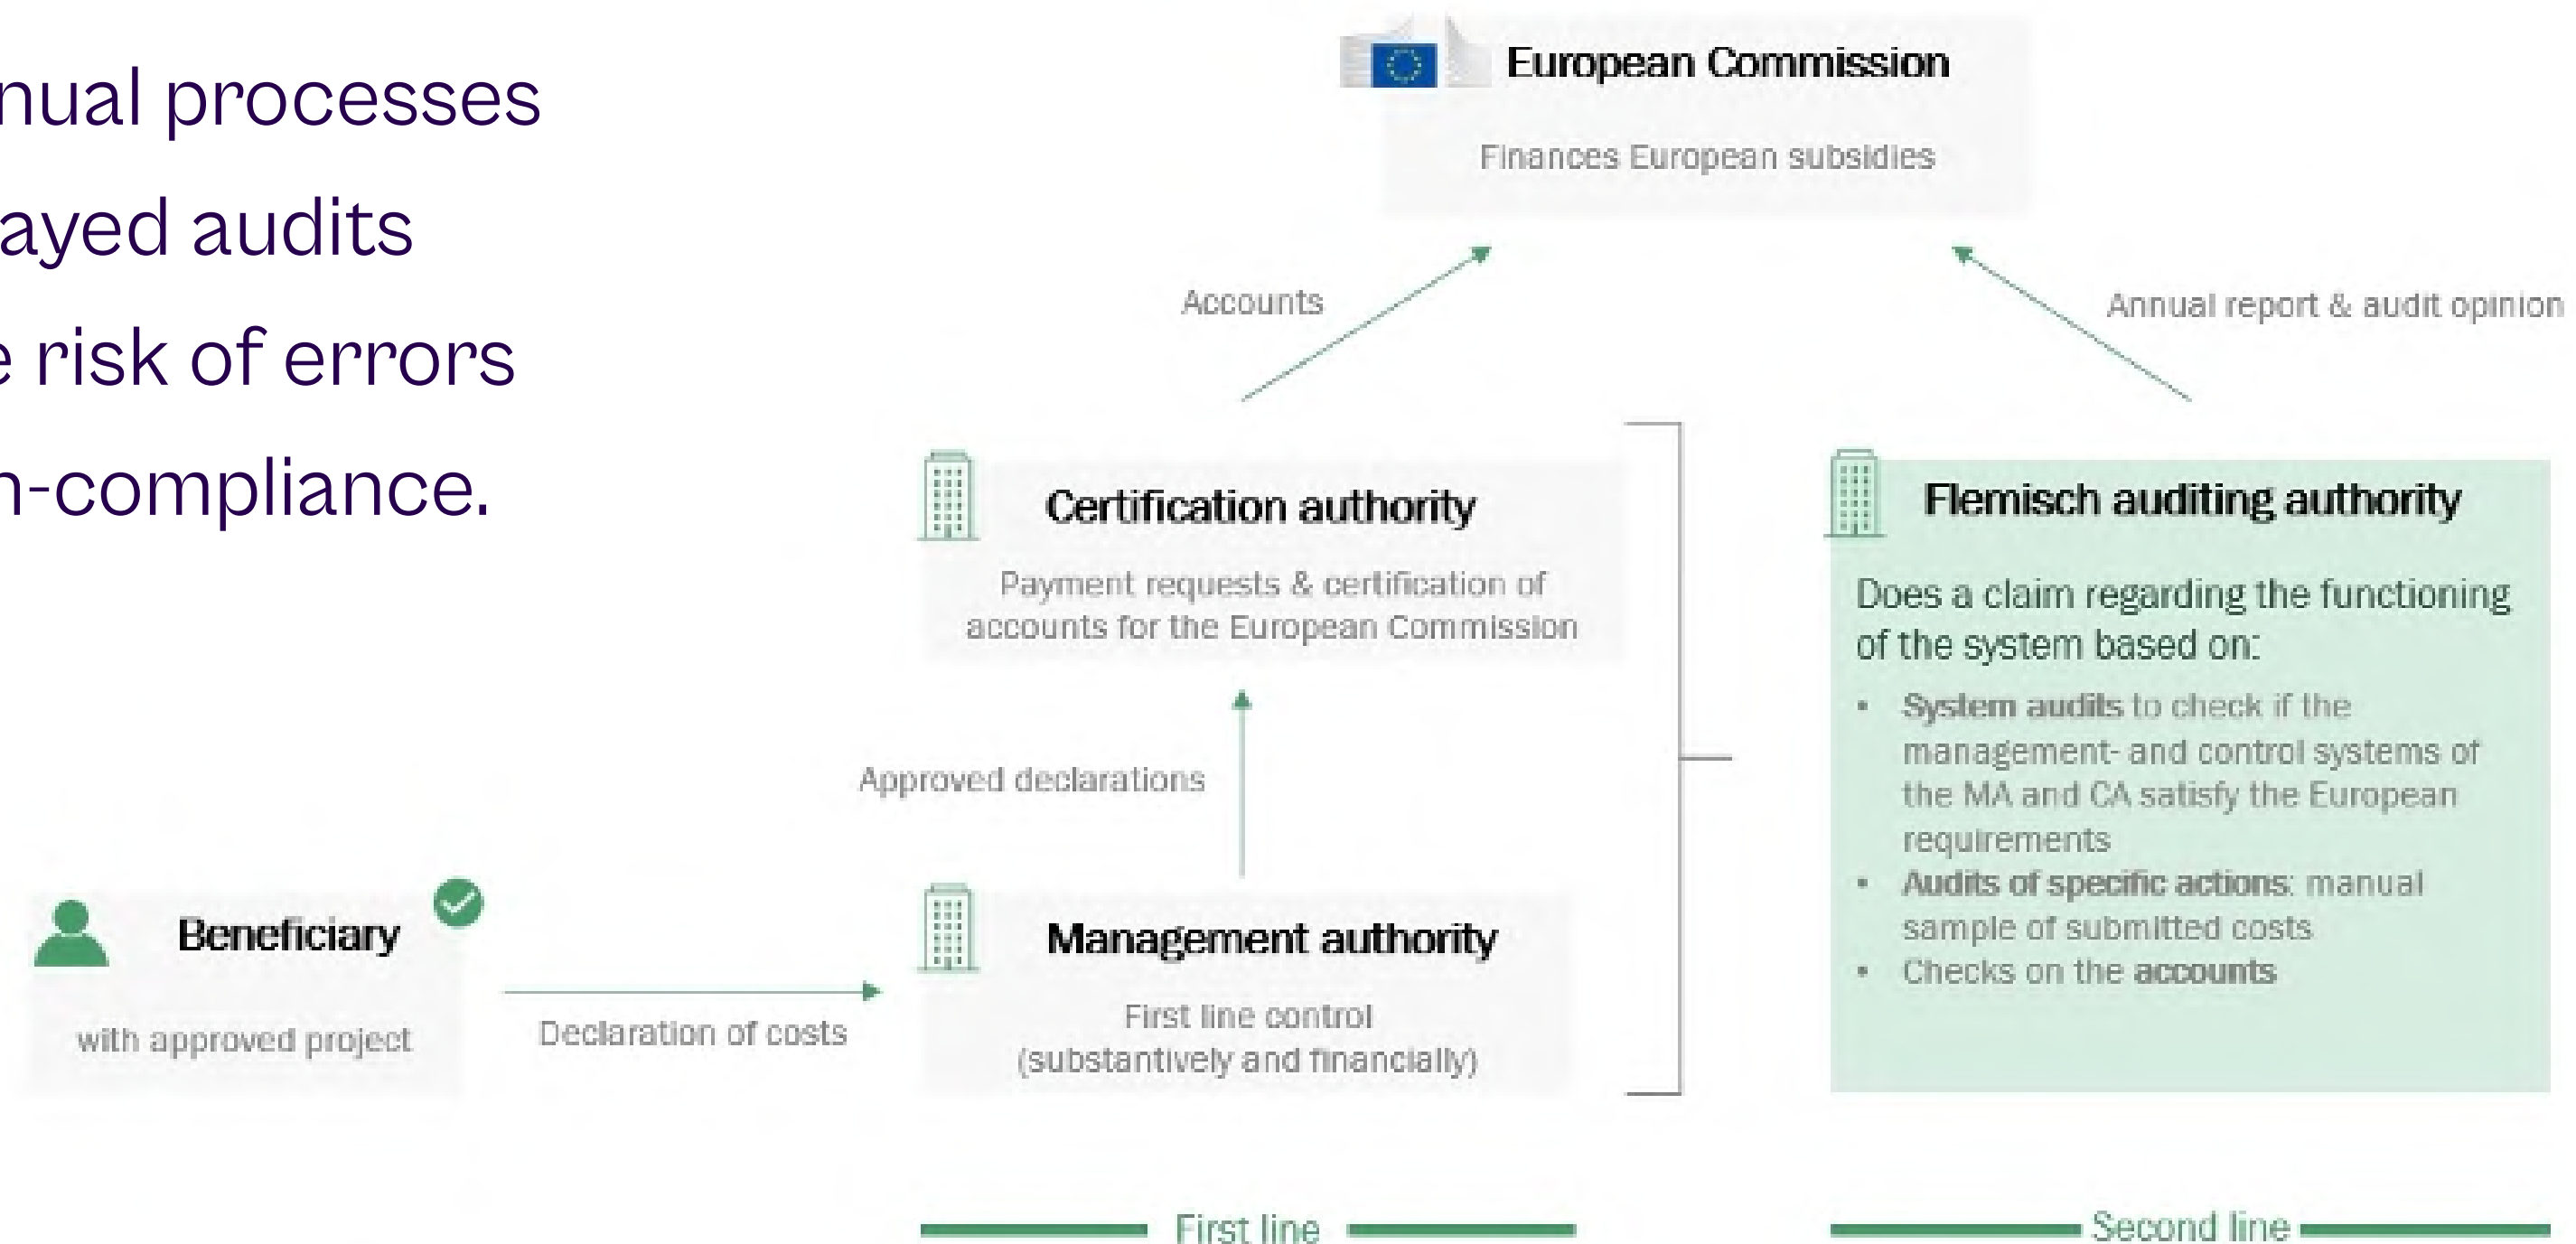 nual processes
ayed audits
e risk of errors
n-compliance.
European Commission
Finances European subsidies
Accounts
Annual report & audit opinion
Certification authority
Payment requests & certification of
accounts for the European Commission
Flemisch auditing authority
Does a claim regarding the functioning
of the system based on:
• System audits to check if the
management- and control systems of
the MA and CA satisfy the European
requirements
• Audits of specific actions: manual
sample of submitted costs
• Checks on the accounts
Approved declarations
Beneficiary
with approved project
Declaration of costs
Management authority
First line control
(substantively and financially)
First line
Second line